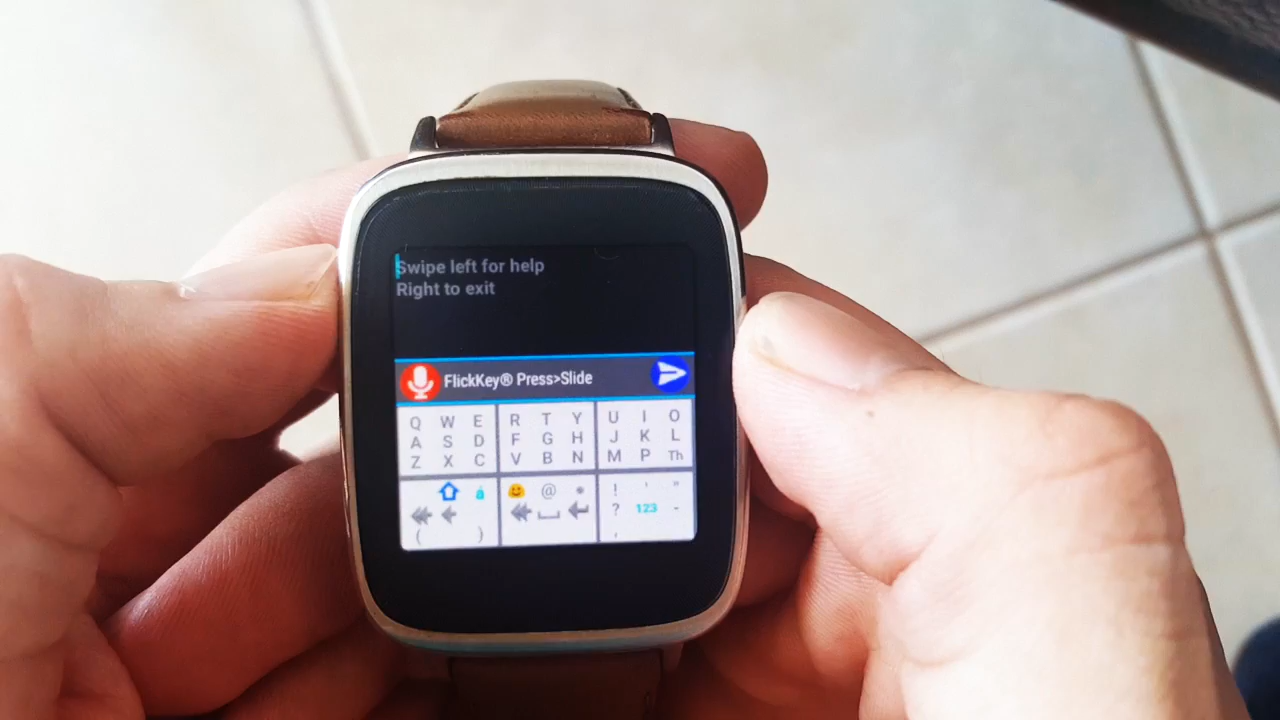 Swipe left for help
Right to exit
FlickKey® Press>Slide
Q W E R T Y U I O
A S D F G H J K L
Z X C V B N M P Th
á @ • ! ' "
? 123 -
( ) ,